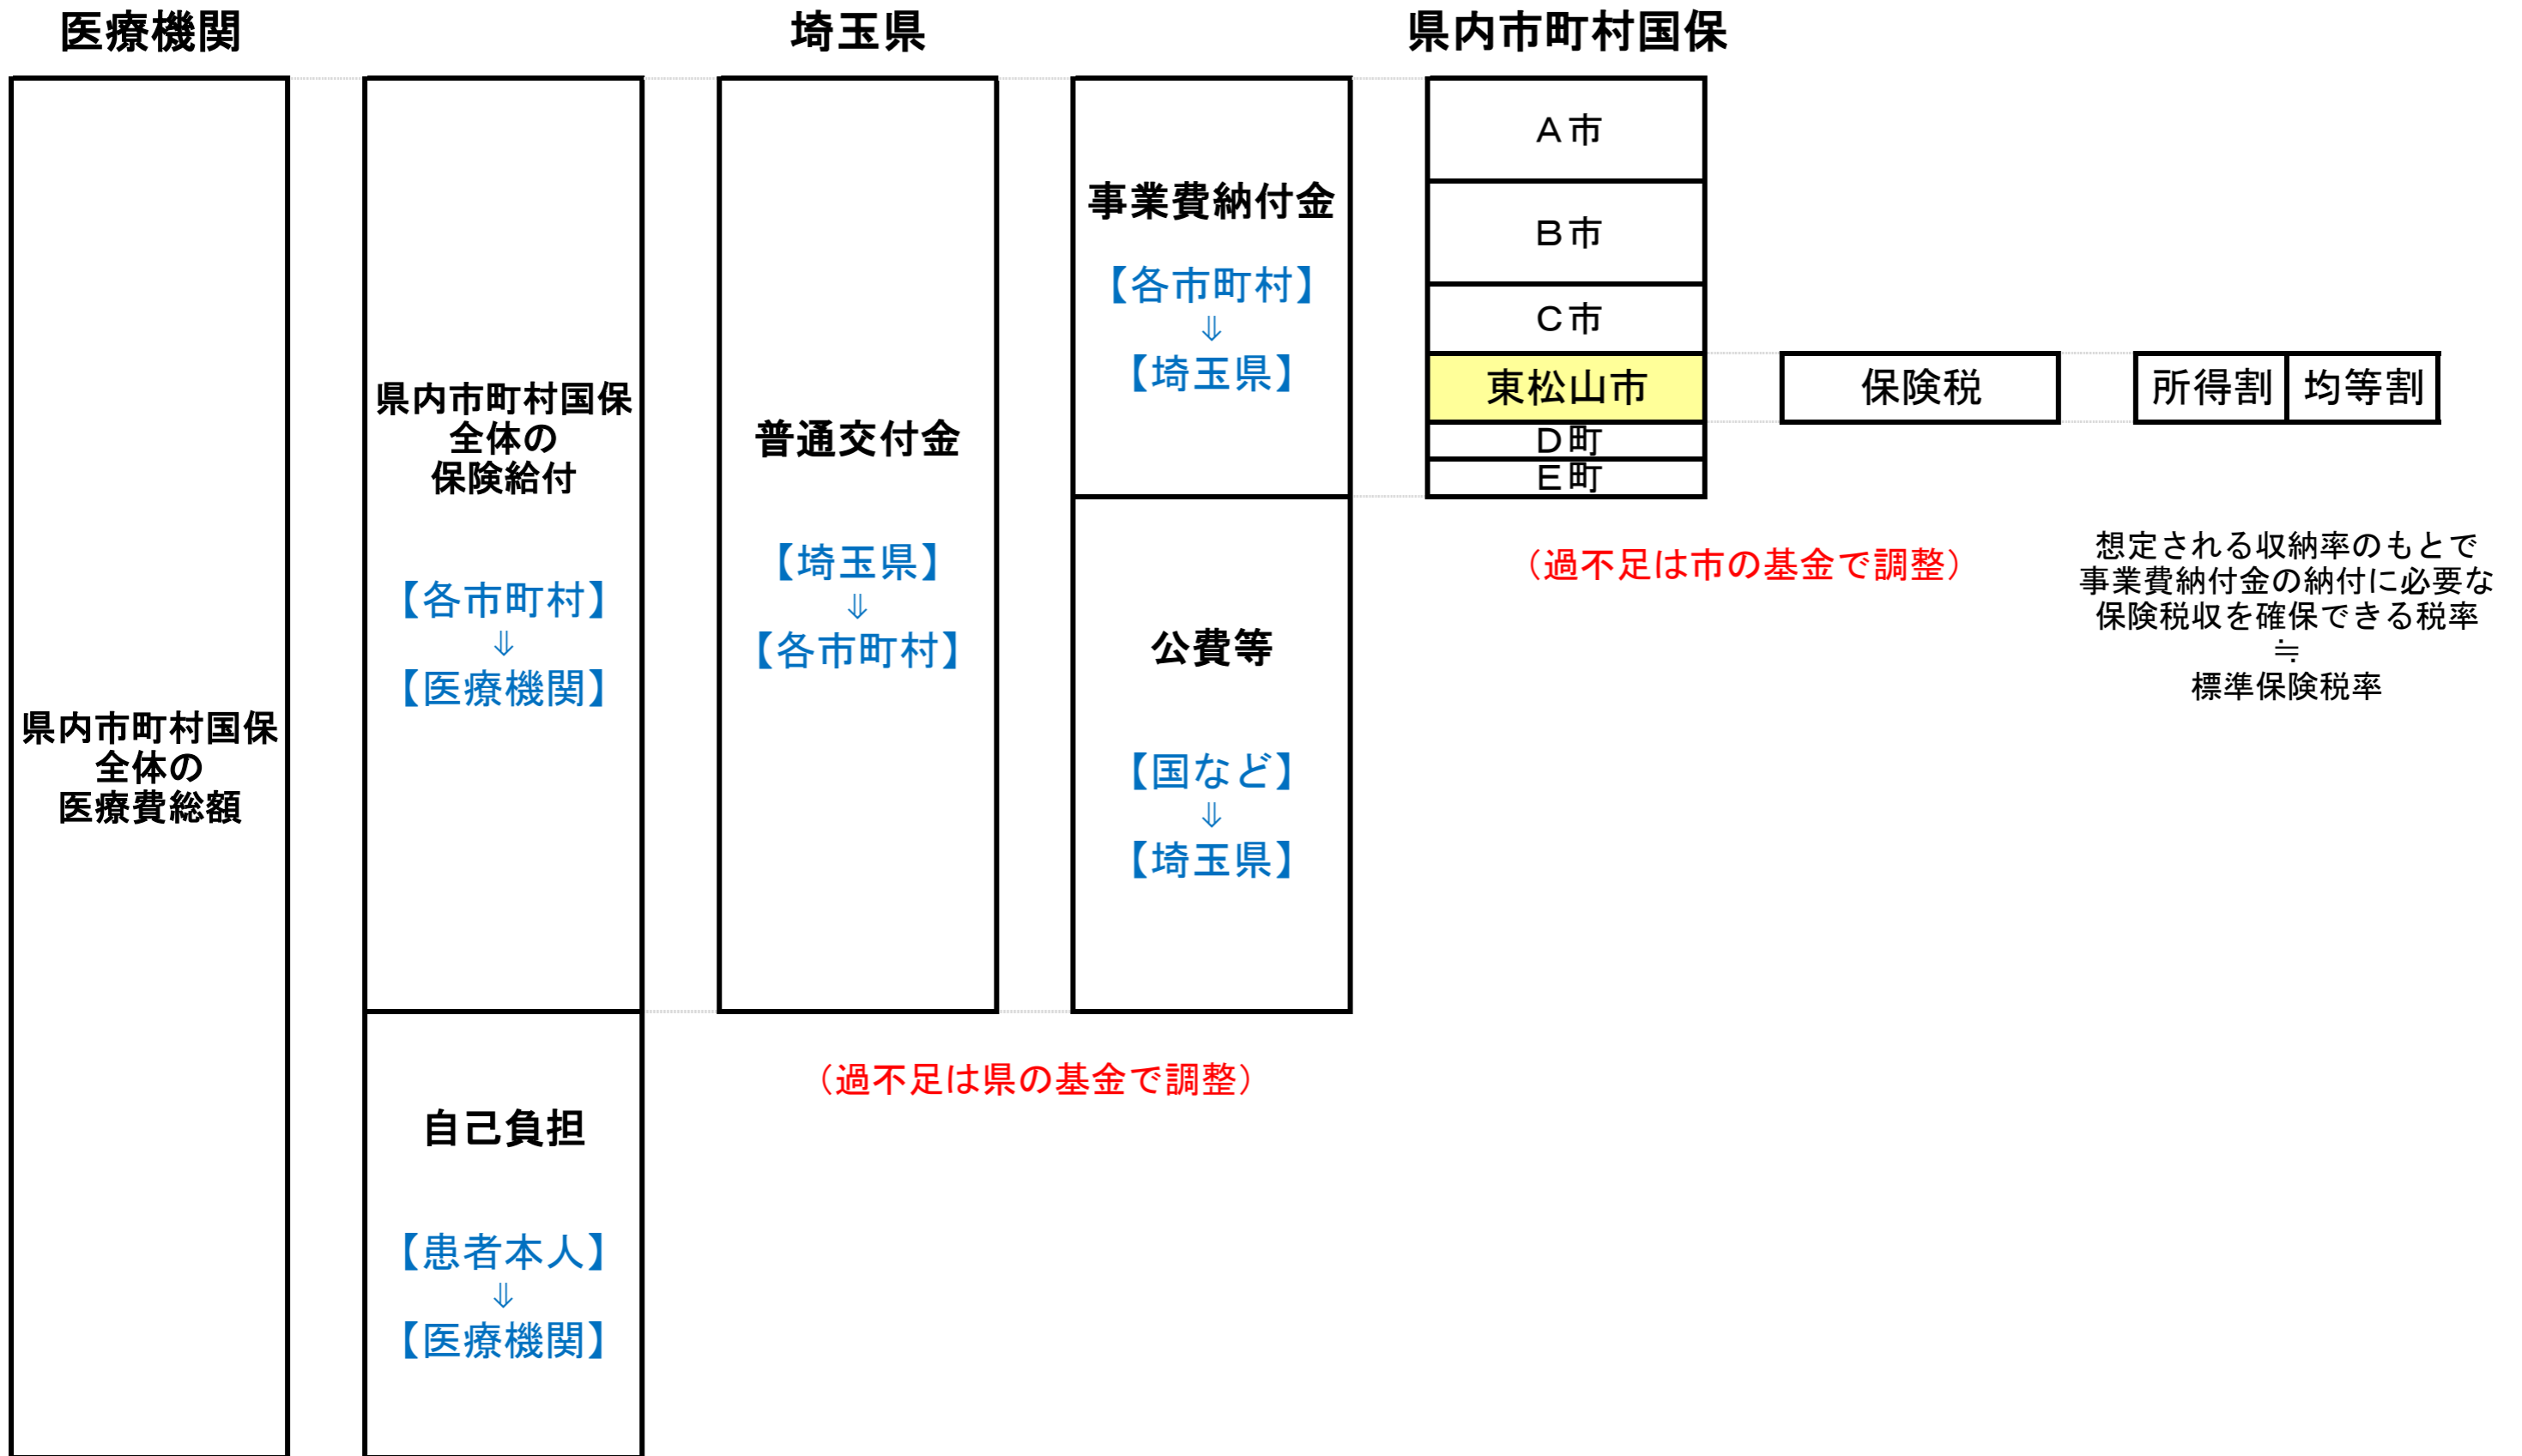 医療機関
埼玉県
県内市町村国保
県内市町村国保
全体の
医療費総額
県内市町村国保
全体の
保険給付
【各市町村】
⇓
【医療機関】
自己負担
【患者本人】
⇓
【医療機関】
普通交付金
【埼玉県】
⇓
【各市町村】
（過不足は県の基金で調整）
事業費納付金
【各市町村】
⇓
【埼玉県】
公費等
【国など】
⇓
【埼玉県】
Ａ市
Ｂ市
Ｃ市
東松山市
Ｄ町
Ｅ町
（過不足は市の基金で調整）
保険税
所得割
均等割
想定される収納率のもとで
事業費納付金の納付に必要な
保険税収を確保できる税率
≒
標準保険税率